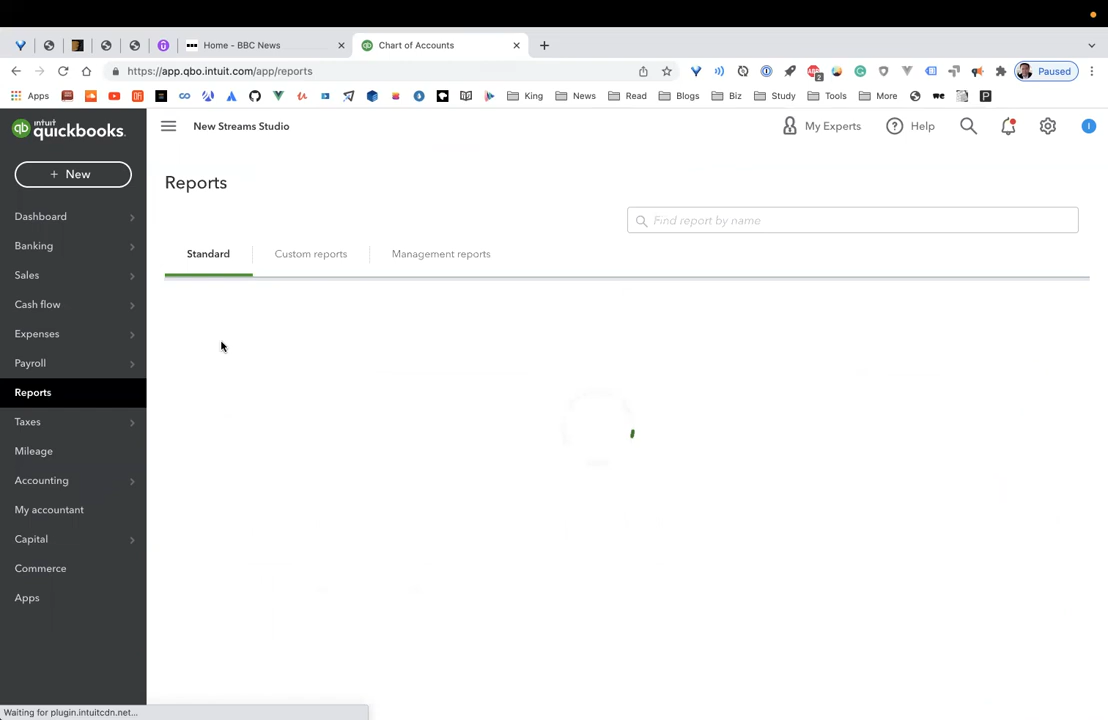 Home - BBC News
Chart of Accounts
https://app.qbo.intuit.com/app/reports
2
Paused
Apps
King
News
Read
Blogs
Biz
Study
Tools
More
we
qb intuit quickbooks.
New Streams Studio
My Experts
Help
I
+ New
Reports
Find report by name
Standard
Custom reports
Management reports
Dashboard
Banking
Sales
Cash flow
Expenses
Payroll
Reports
Taxes
Mileage
Accounting
My accountant
Capital
Commerce
Apps
Waiting for plugin.intuitcdn.net...